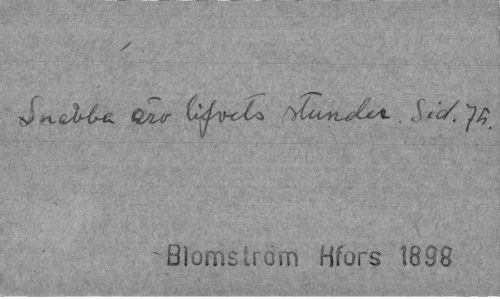 Snabba äro lifvets stunder. Sid. 75.
Blomström Hfors 1898